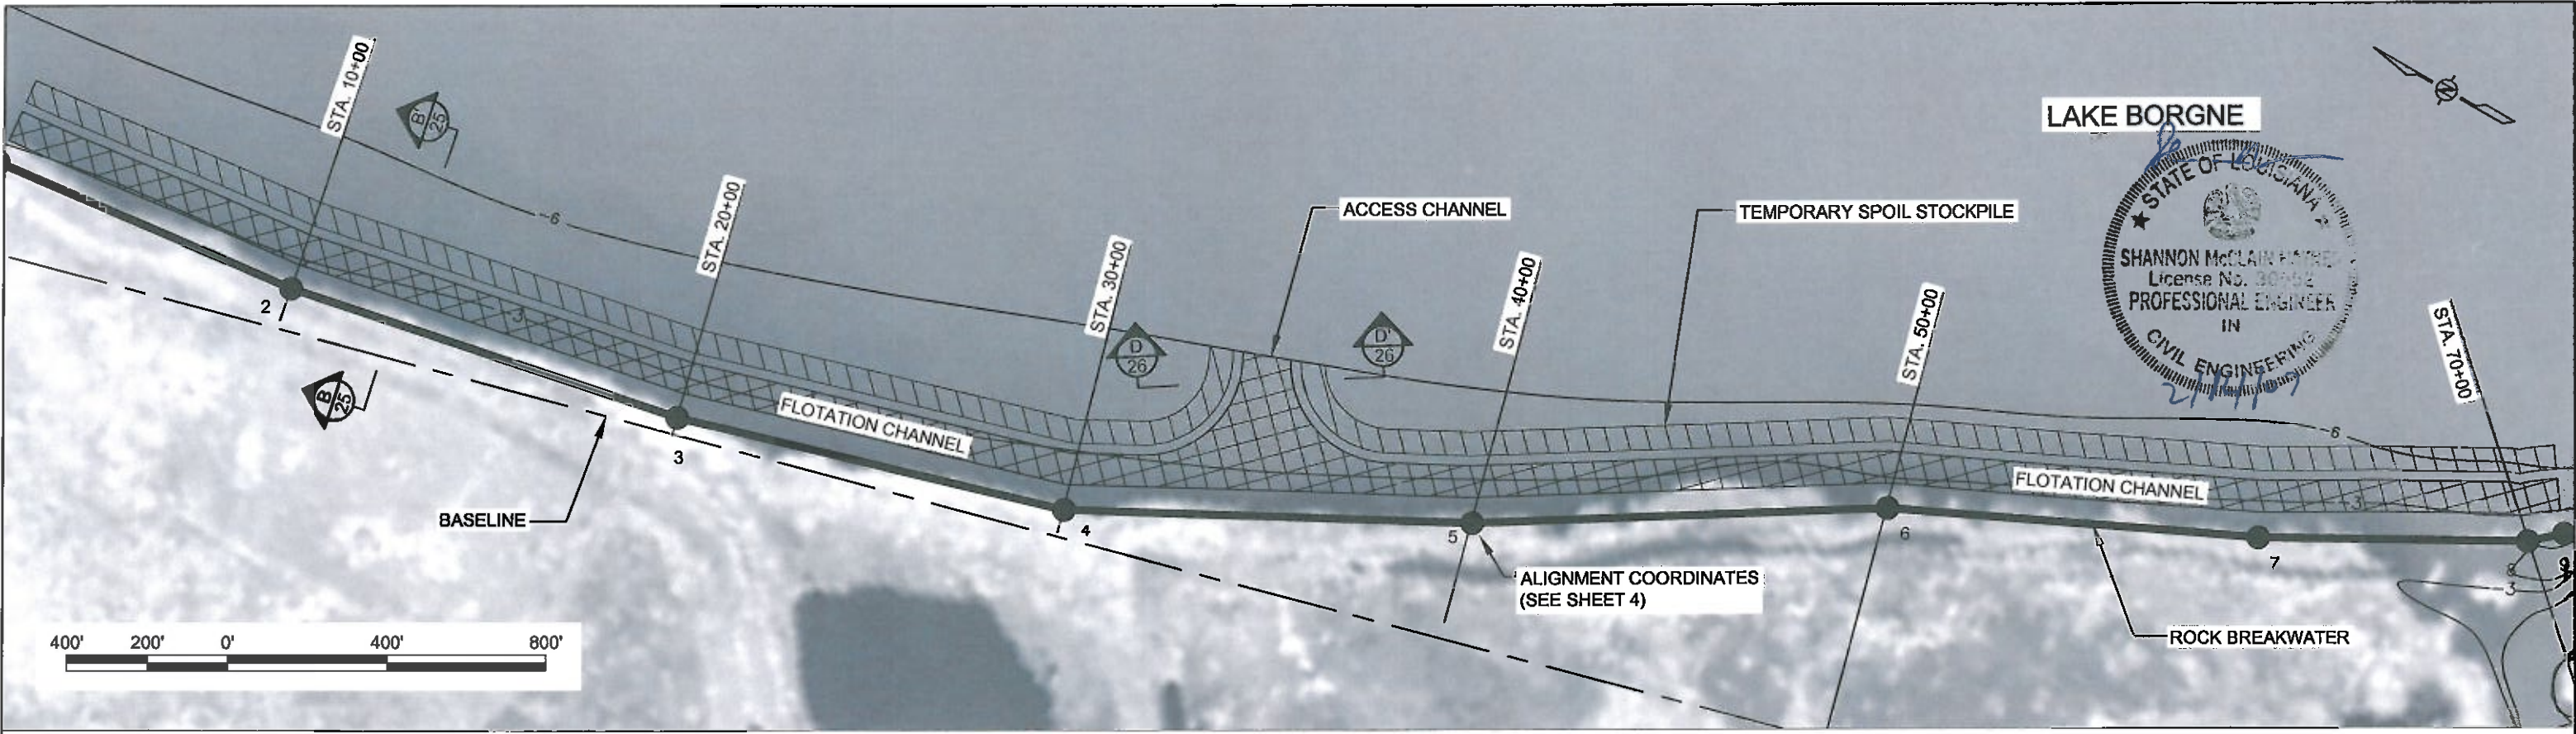 STA. 10+00
B'
25
STA. 20+00
STA. 30+00
STA. 40+00
STA. 50+00
STA. 70+00
-6
ACCESS CHANNEL
TEMPORARY SPOIL STOCKPILE
LAKE BORGNE
N
STATE OF LOUISIANA
SHANNON McCLAIN
License No.
PROFESSIONAL ENGINEER
IN
CIVIL ENGINEERING
D
26
D'
26
-3
2
B
25
FLOTATION CHANNEL
3
BASELINE
4
5
6
-6
FLOTATION CHANNEL
-3
7
8
9
-3
ALIGNMENT COORDINATES
(SEE SHEET 4)
ROCK BREAKWATER
400' 200' 0' 400' 800'